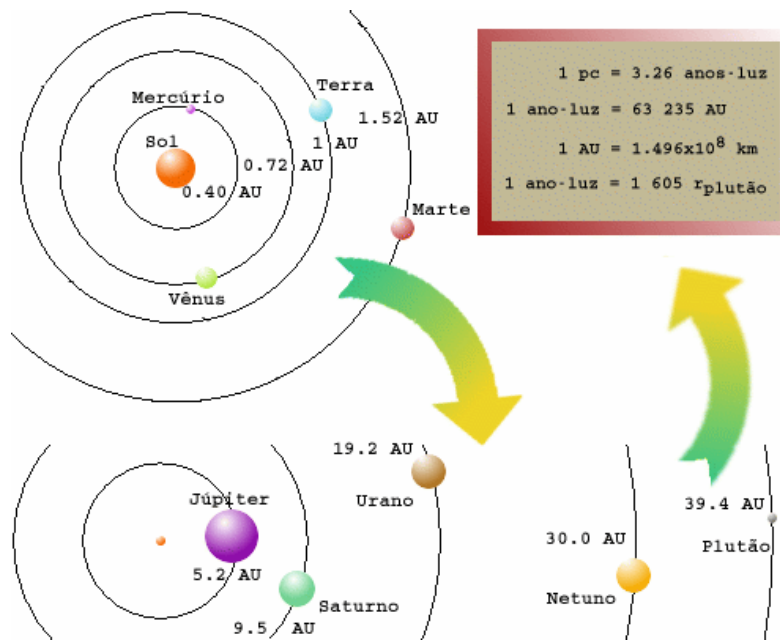 Mercúrio
Sol
0.40 AU
0.72 AU
Vênus
Terra
1 AU
1.52 AU
Marte
1 pc = 3.26 anos-luz
1 ano-luz = 63 235 AU
1 AU = 1.496x10⁸ km
1 ano-luz = 1 605 rplutão
Júpiter
5.2 AU
Saturno
9.5 AU
19.2 AU
Urano
30.0 AU
Netuno
39.4 AU
Plutão